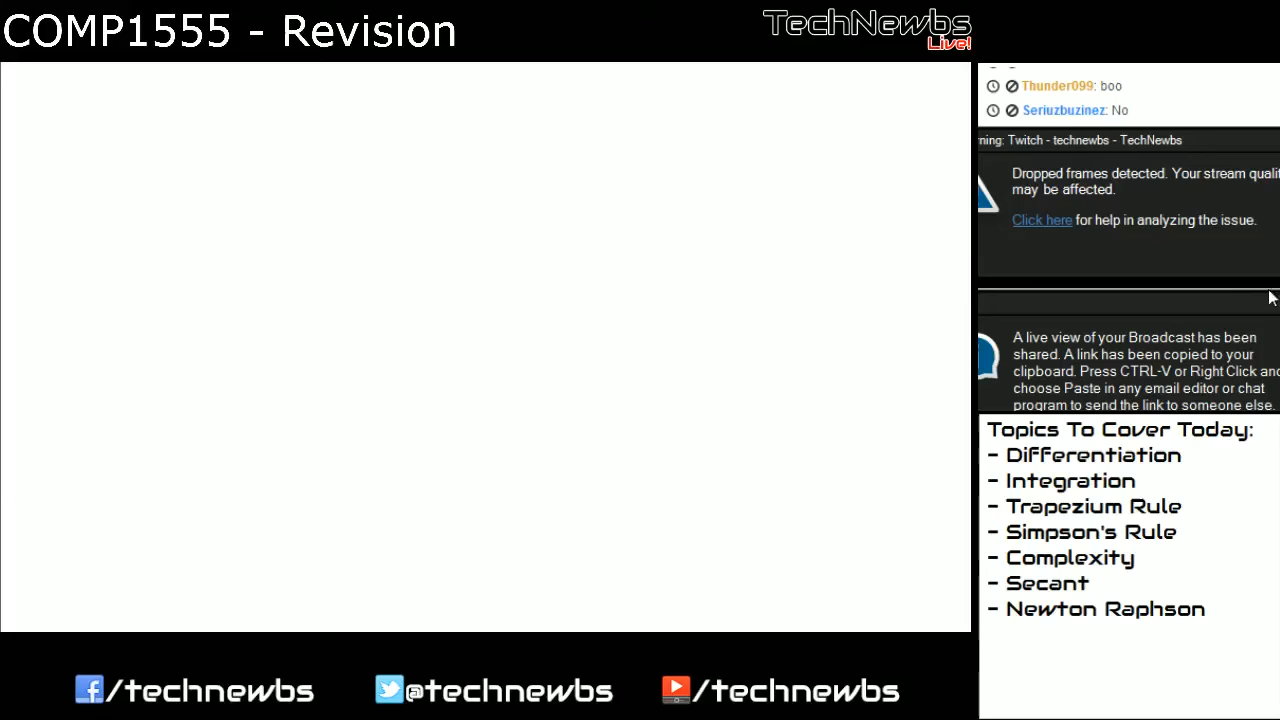 COMP1555 - Revision
TechNewbs
Live!
Thunder099: boo
Seriuzbuzinez: No
Twitch - technewbs - TechNewbs
Dropped frames detected. Your stream
may be affected.
Click here for help in analyzing the issue.
A live view of your Broadcast has been
shared. A link has been copied to your
clipboard. Press CTRL-V or Right Click
choose Paste in any email editor or chat
program to send the link to someone else.
Topics To Cover Today:
- Differentiation
- Integration
- Trapezium Rule
- Simpson's Rule
- Complexity
- Secant
- Newton Raphson
/technewbs
@technewbs
/technewbs